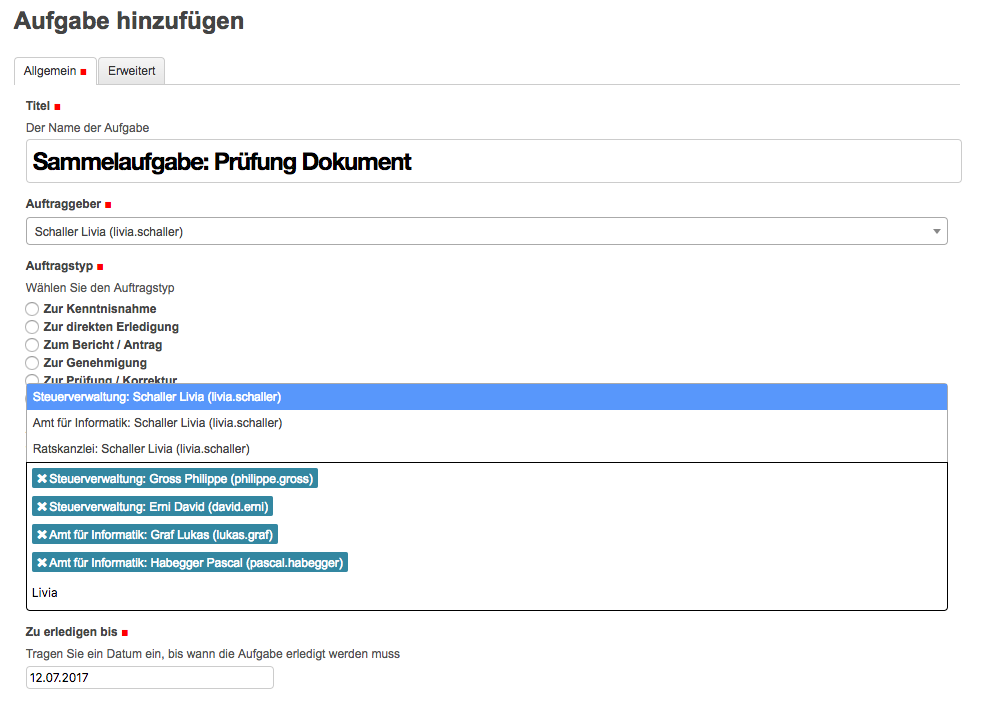 Aufgabe hinzufügen
Allgemein Erweitert
Titel
Der Name der Aufgabe
Sammelaufgabe: Prüfung Dokument
Auftraggeber
Schaller Livia (livia.schaller)
Auftragstyp
Wählen Sie den Auftragstyp
Zur Kenntnisnahme
Zur direkten Erledigung
Zum Bericht / Antrag
Zur Genehmigung
Zur Prüfung / Korrektur
Steuerverwaltung: Schaller Livia (livia.schaller)
Amt für Informatik: Schaller Livia (livia.schaller)
Ratskanzlei: Schaller Livia (livia.schaller)
Steuerverwaltung: Gross Philippe (philippe.gross)
Steuerverwaltung: Erni David (david.erni)
Amt für Informatik: Graf Lukas (lukas.graf)
Amt für Informatik: Habegger Pascal (pascal.habegger)
Livia
Zu erledigen bis
Tragen Sie ein Datum ein, bis wann die Aufgabe erledigt werden muss
12.07.2017